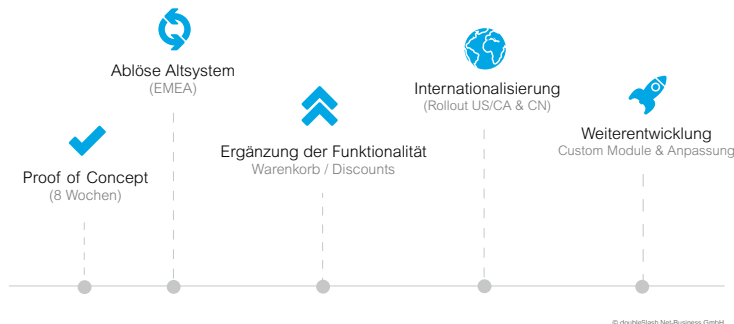 Ablöse Altsystem
(EMEA)
Internationalisierung
(Rollout US/CA & CN)
Weiterentwicklung
Custom Module & Anpassung
Ergänzung der Funktionalität
Warenkorb / Discounts
Proof of Concept
(8 Wochen)
© doubleSlash Net-Business GmbH